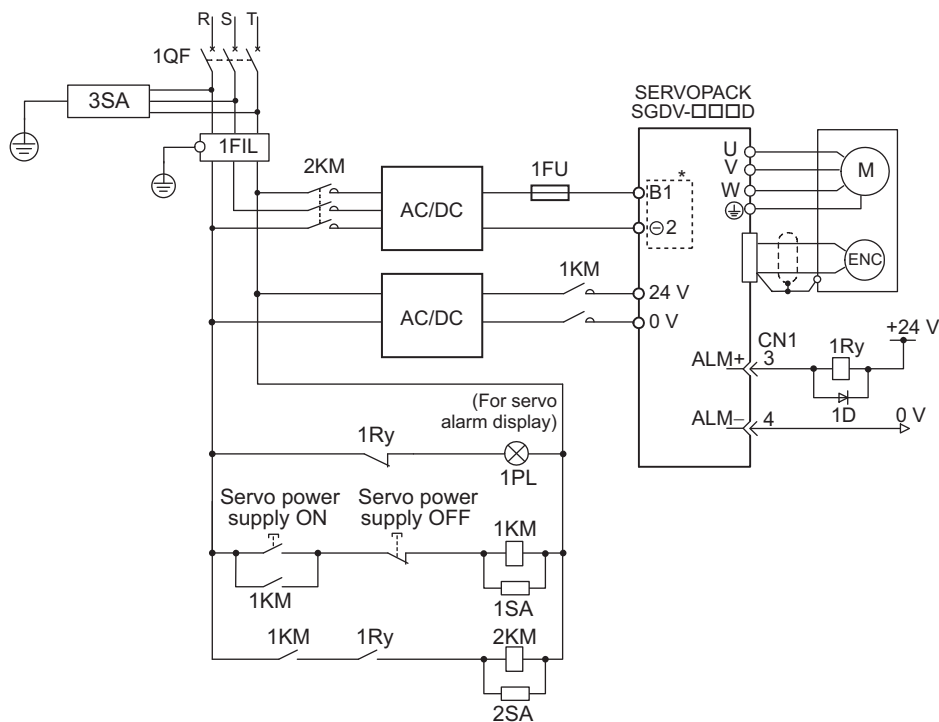 R S T
1QF
3SA
1FIL
2KM
AC/DC
1FU
SERVOPACK
SGDV-□□□D
B1
*
⊖2
U
V
W
M
ENC
AC/DC
1KM
24 V
0 V
CN1
ALM+ 3
1Ry
+24 V
1D
ALM− 4
0 V
(For servo
alarm display)
1Ry
1PL
Servo power
supply ON
Servo power
supply OFF
1KM
1KM
1SA
1KM
1Ry
2KM
2SA